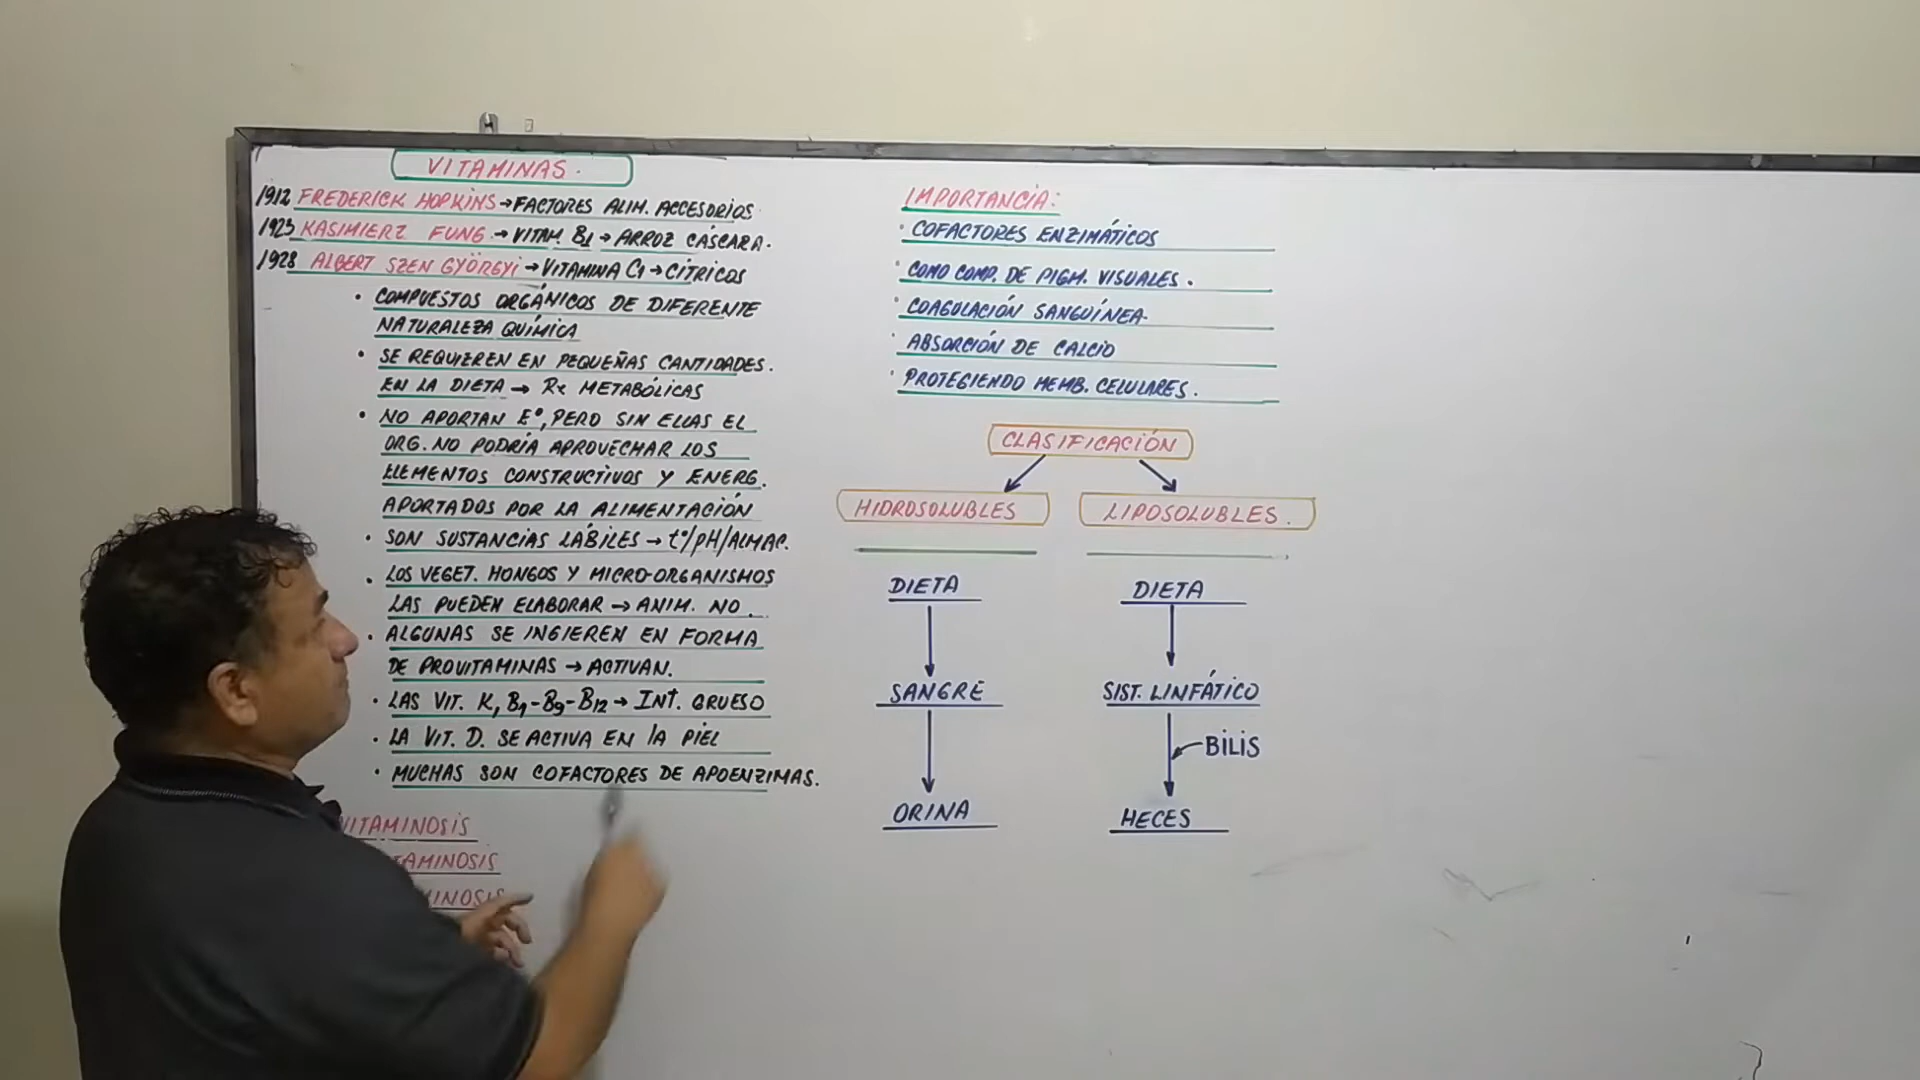 VITAMINAS.
1912 FREDERICK HOPKINS → FACTORES ALIM. ACCESORIOS.
1923 KASIMIERZ FUNG → VITAM. B1 → ARROZ CÁSCARA.
1928 ALBERT SZEN GYÖRGYI → VITAMINA C1 → CÍTRICOS
• COMPUESTOS ORGÁNICOS DE DIFERENTE
NATURALEZA QUÍMICA
• SE REQUIEREN EN PEQUEÑAS CANTIDADES.
EN LA DIETA → Rx METABÓLICAS
• NO APORTAN E°, PERO SIN ELLAS EL
ORG. NO PODRÍA APROVECHAR LOS
ELEMENTOS CONSTRUCTIVOS Y ENERG.
APORTADOS POR LA ALIMENTACIÓN
• SON SUSTANCIAS LÁBILES → t°/pH/ALMAC.
• LOS VEGET. HONGOS Y MICRO-ORGANISMOS
LAS PUEDEN ELABORAR → ANIM. NO.
• ALGUNAS SE INGIEREN EN FORMA
DE PROVITAMINAS → ACTIVAN.
• LAS VIT. K, B1-B9-B12 → INT. GRUESO
• LA VIT. D. SE ACTIVA EN lA PIEL
• MUCHAS SON COFACTORES DE APOENZIMAS.
VITAMINOSIS
TAMINOSIS
MINOSIS
IMPORTANCIA:
• COFACTORES ENZIMÁTICOS
• COMO COMP. DE PIGM. VISUALES.
• COAGULACIÓN SANGUÍNEA.
• ABSORCIÓN DE CALCIO
• PROTEGIENDO MEMB. CELULARES.
CLASIFICACIÓN
HIDROSOLUBLES
LIPOSOLUBLES.
DIETA
SANGRE
ORINA
DIETA
SIST. LINFÁTICO
BILIS
HECES